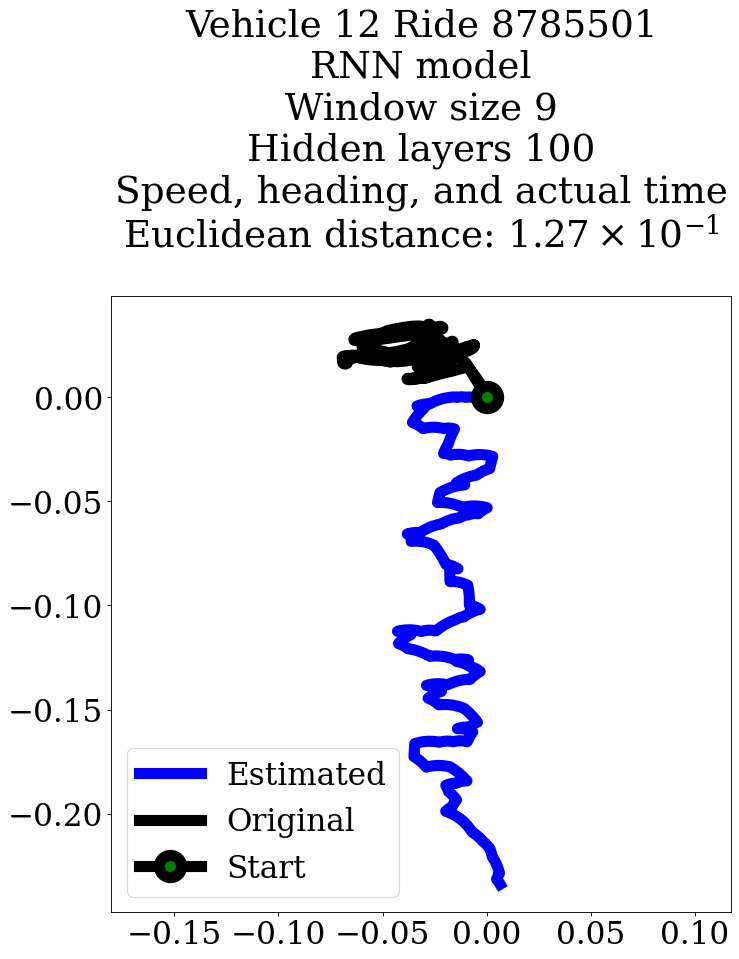 Vehicle 12 Ride 8785501
RNN model
Window size 9
Hidden layers 100
Speed, heading, and actual time
Euclidean distance: 1.27 × 10⁻¹
0.00
−0.05
−0.10
−0.15
−0.20
Estimated
Original
Start
−0.15 −0.10 −0.05 0.00 0.05 0.10